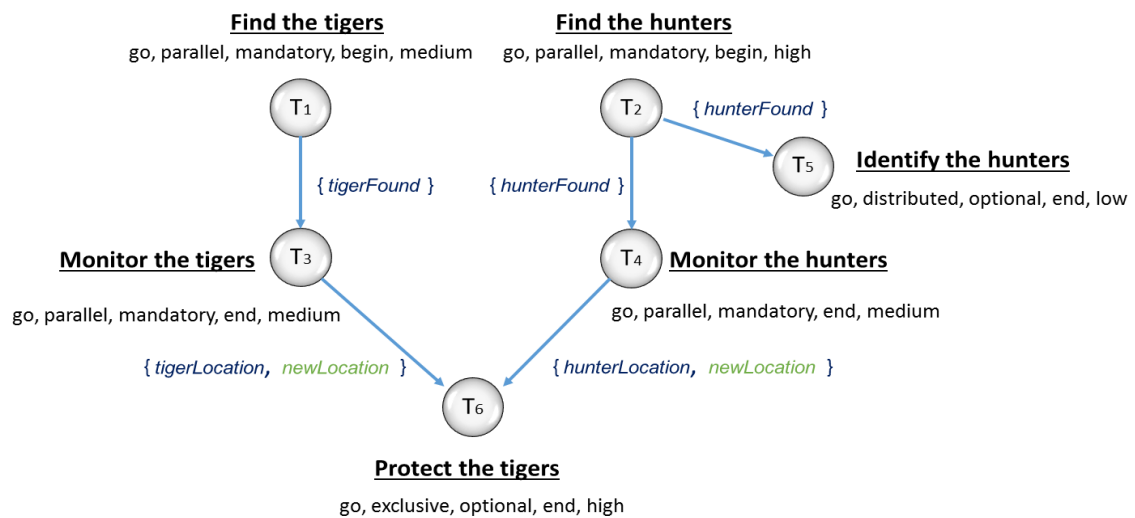 Find the tigers
go, parallel, mandatory, begin, medium
Find the hunters
go, parallel, mandatory, begin, high
T1
T2
{ hunterFound }
T5
Identify the hunters
go, distributed, optional, end, low
{ tigerFound }
{ hunterFound }
Monitor the tigers
T3
go, parallel, mandatory, end, medium
T4
Monitor the hunters
go, parallel, mandatory, end, medium
{ tigerLocation, newLocation }
{ hunterLocation, newLocation }
T6
Protect the tigers
go, exclusive, optional, end, high